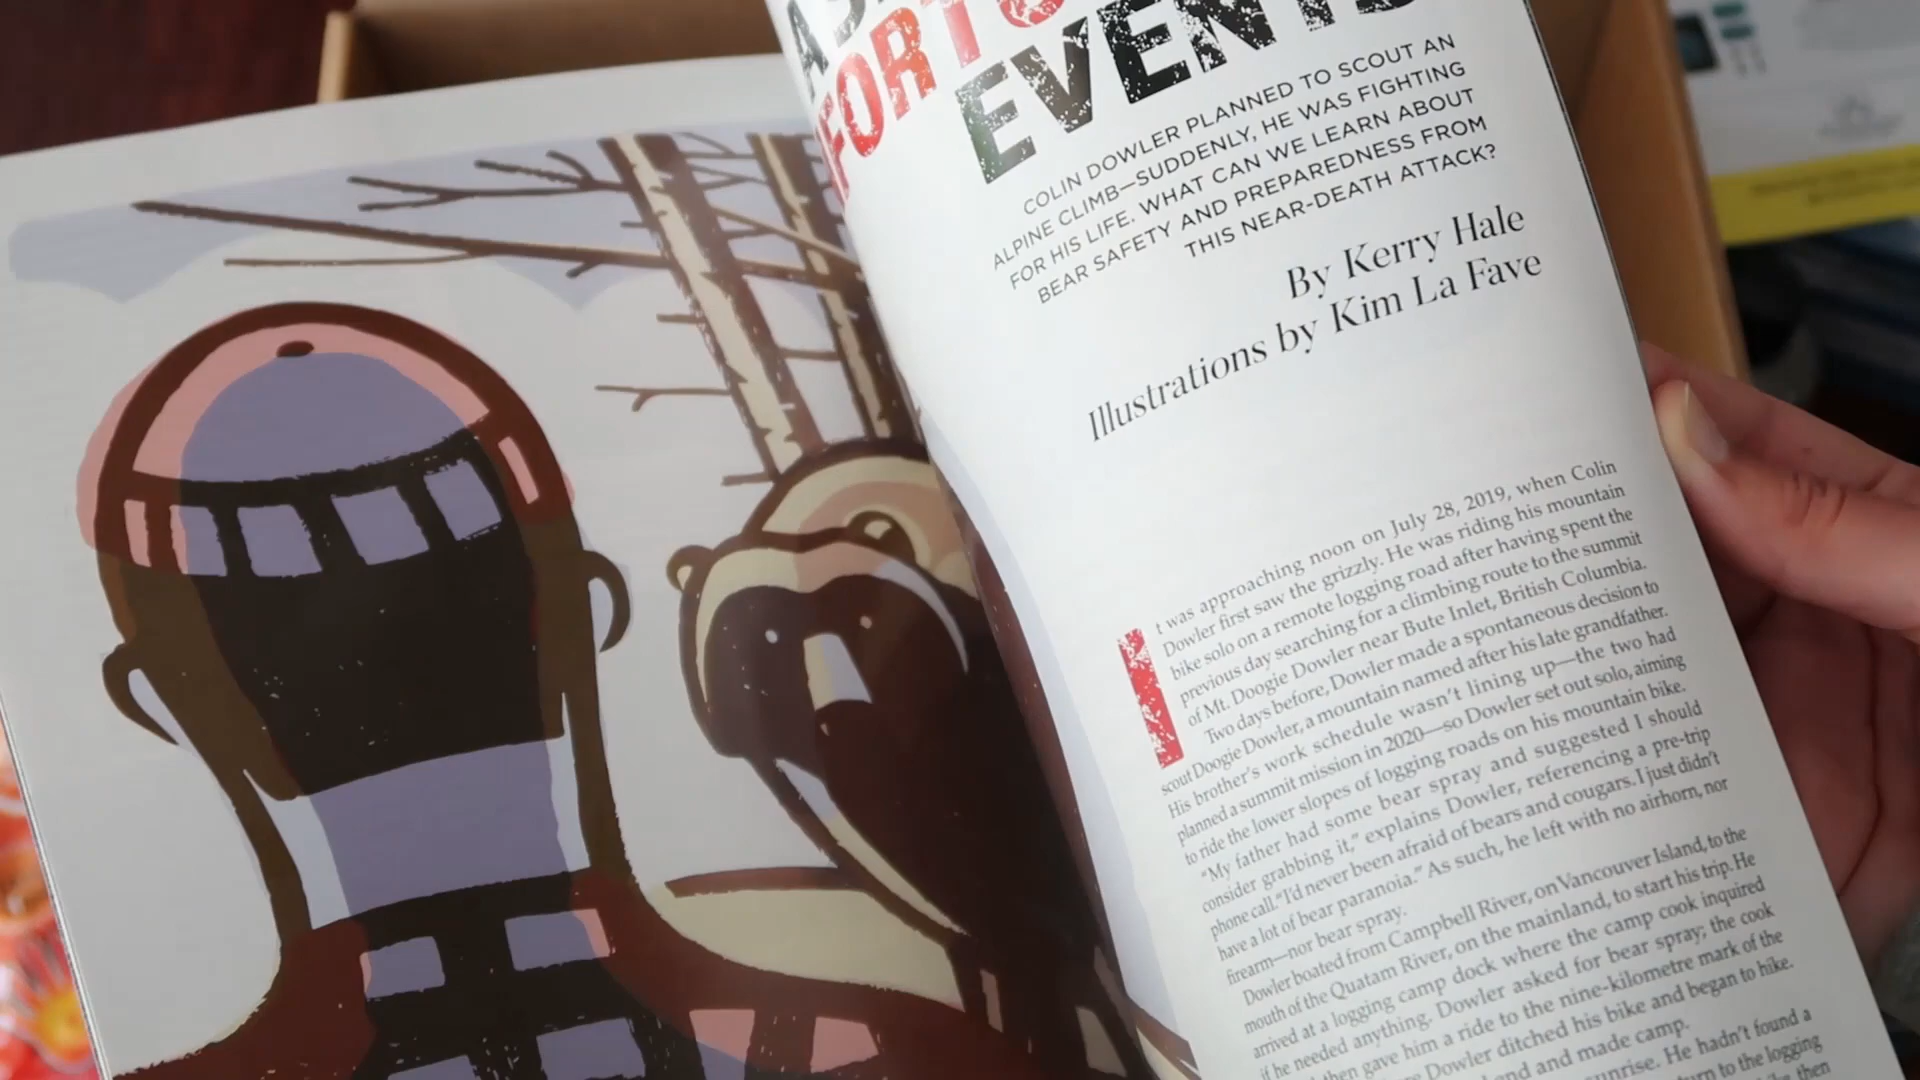 FORTU
EVENTS
COLIN DOWLER PLANNED TO SCOUT AN
ALPINE CLIMB—SUDDENLY, HE WAS FIGHTING
FOR HIS LIFE. WHAT CAN WE LEARN ABOUT
BEAR SAFETY AND PREPAREDNESS FROM
THIS NEAR-DEATH ATTACK?
By Kerry Hale
Illustrations by Kim La Fave
It was approaching noon on July 28, 2019, when Colin
Dowler first saw the grizzly. He was riding his mountain
bike solo on a remote logging road after having spent the
previous day searching for a climbing route to the summit
of Mt. Doogie Dowler near Bute Inlet, British Columbia.
Two days before, Dowler made a spontaneous decision to
scout Doogie Dowler, a mountain named after his late grandfather.
His brother's work schedule wasn't lining up—the two had
planned a summit mission in 2020—so Dowler set out solo, aiming
to ride the lower slopes of logging roads on his mountain bike.
"My father had some bear spray and suggested I should
consider grabbing it," explains Dowler, referencing a pre-trip
phone call. "I'd never been afraid of bears and cougars. I just didn't
have a lot of bear paranoia." As such, he left with no airhorn, nor
firearm—nor bear spray.
Dowler boated from Campbell River, on Vancouver Island, to the
mouth of the Quatam River, on the mainland, to start his trip. He
arrived at a logging camp dock where the camp cook inquired
if he needed anything. Dowler asked for bear spray; the cook
then gave him a ride to the nine-kilometre mark of the
Dowler ditched his bike and began to hike.
and made camp.
sunrise. He hadn't found a
return to the logging
then